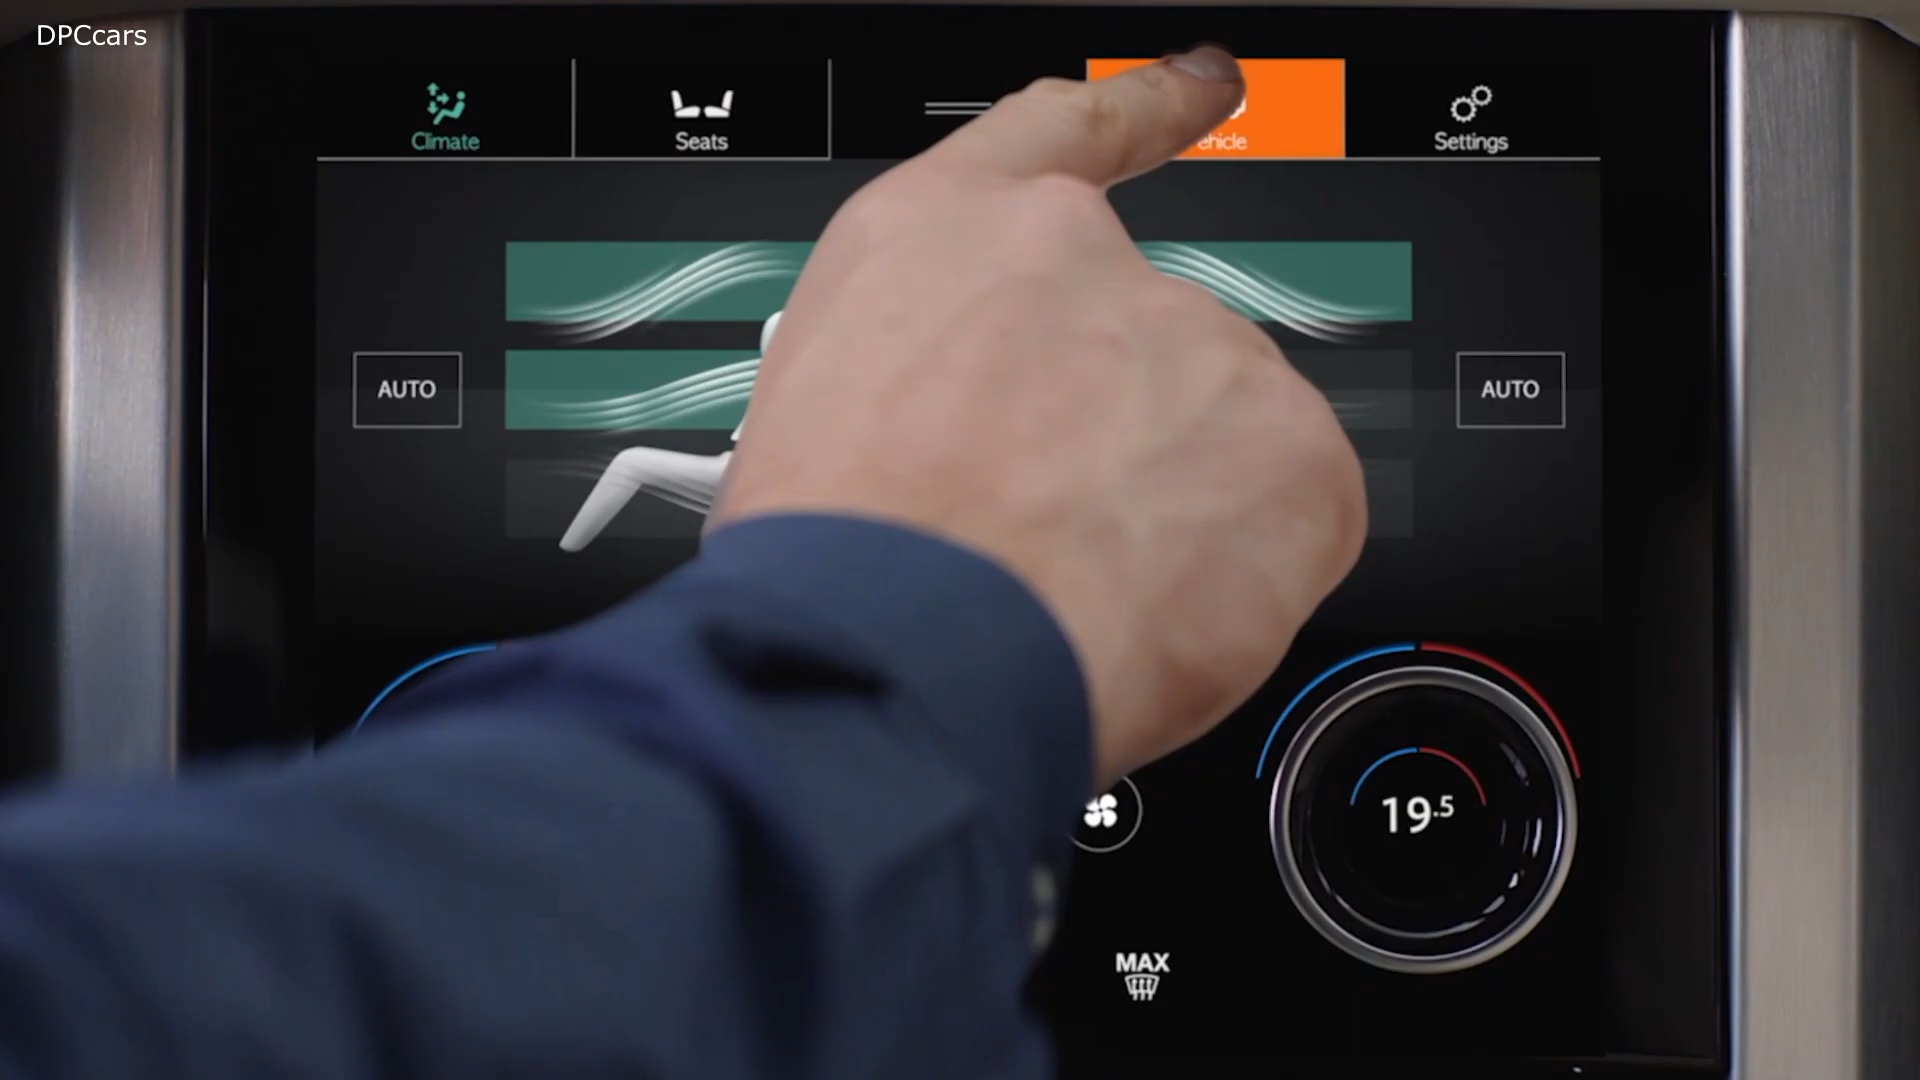 DPCcars
Climate
Seats
ehicle
Settings
AUTO
AUTO
19.5
MAX